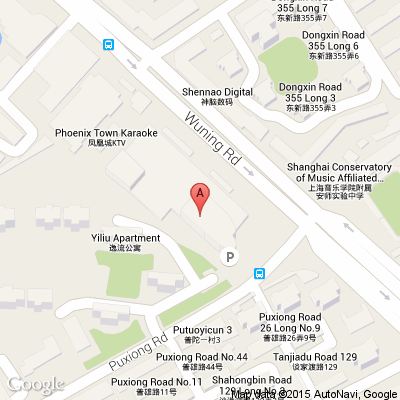 Dongxin Road
355 Long 7
东新路355弄7
Dongxin Road
355 Long 6
东新路355弄6
Shennao Digital
神脑数码
Dongxin Road
355 Long 3
东新路355弄3
Phoenix Town Karaoke
凤凰城KTV
Wuning Rd
Shanghai Conservatory
of Music Affiliated...
上海音乐学院附属
安师实验中学
A
Yiliu Apartment
逸流公寓
P
Puxiong Road
26 Long No.9
普雄路26弄9号
Putuoyicun 3
普陀一村3
Puxiong Rd
Puxiong Road No.44
普雄路44号
Tanjiadu Road 129
谈家渡路129号
Puxiong Road No.11
普雄路11号
Shahongbin Road
Map data ©2015 AutoNavi, Google